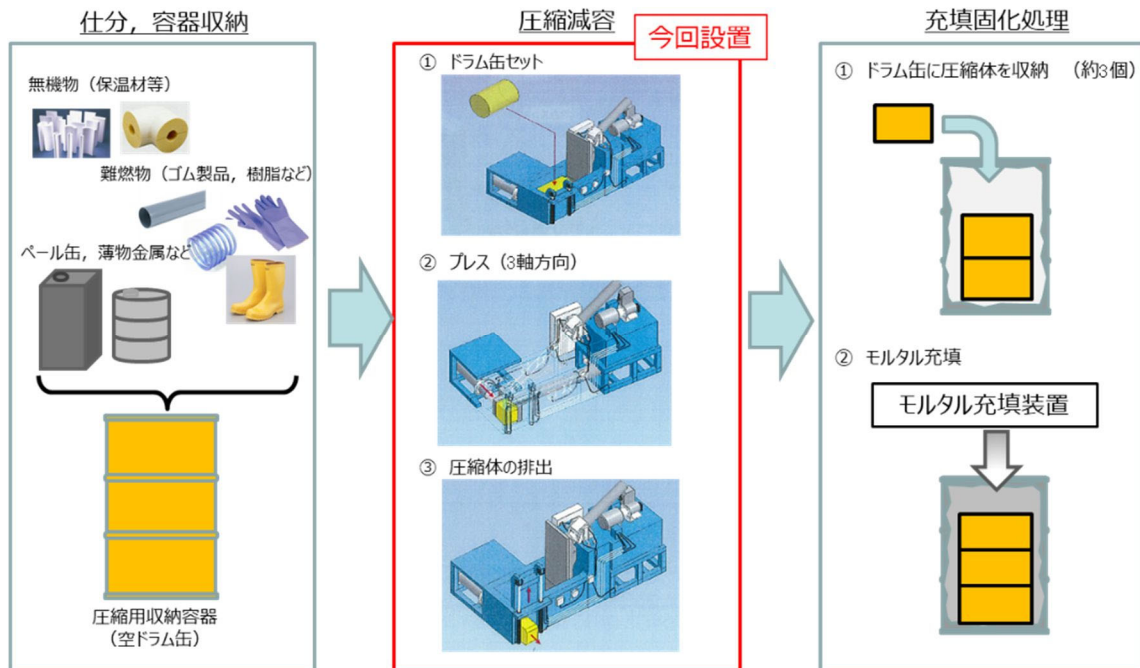 仕分，容器収納
無機物（保温材等）
難燃物（ゴム製品，樹脂など）
ペール缶，薄物金属など
圧縮用収納容器
（空ドラム缶）
圧縮減容
今回設置
① ドラム缶セット
② プレス（3軸方向）
③ 圧縮体の排出
充填固化処理
① ドラム缶に圧縮体を収納 （約3個）
② モルタル充填
モルタル充填装置